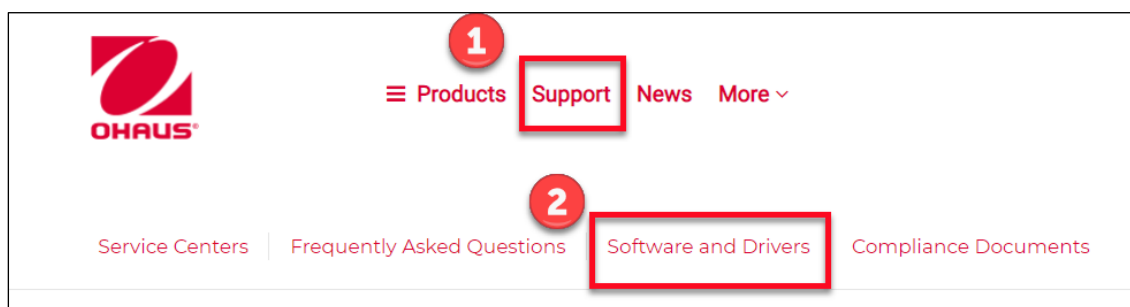 1
≡ Products Support News More
OHAUS®
2
Service Centers Frequently Asked Questions Software and Drivers Compliance Documents